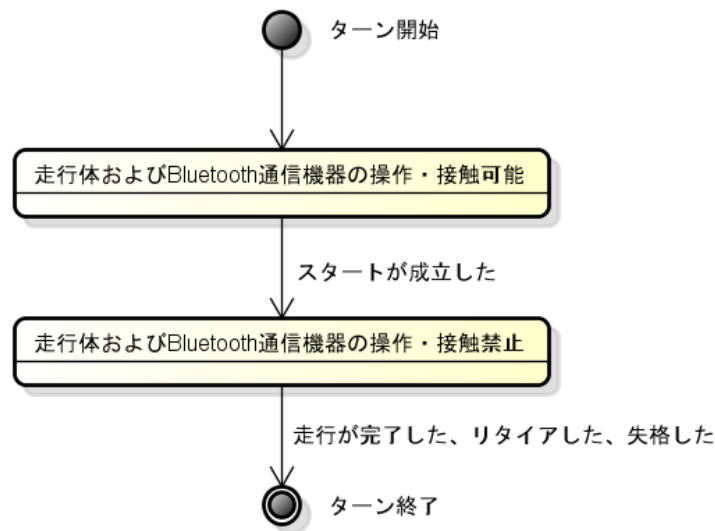 ターン開始
走行体およびBluetooth通信機器の操作・接触可能
スタートが成立した
走行体およびBluetooth通信機器の操作・接触禁止
走行が完了した、リタイアした、失格した
ターン終了